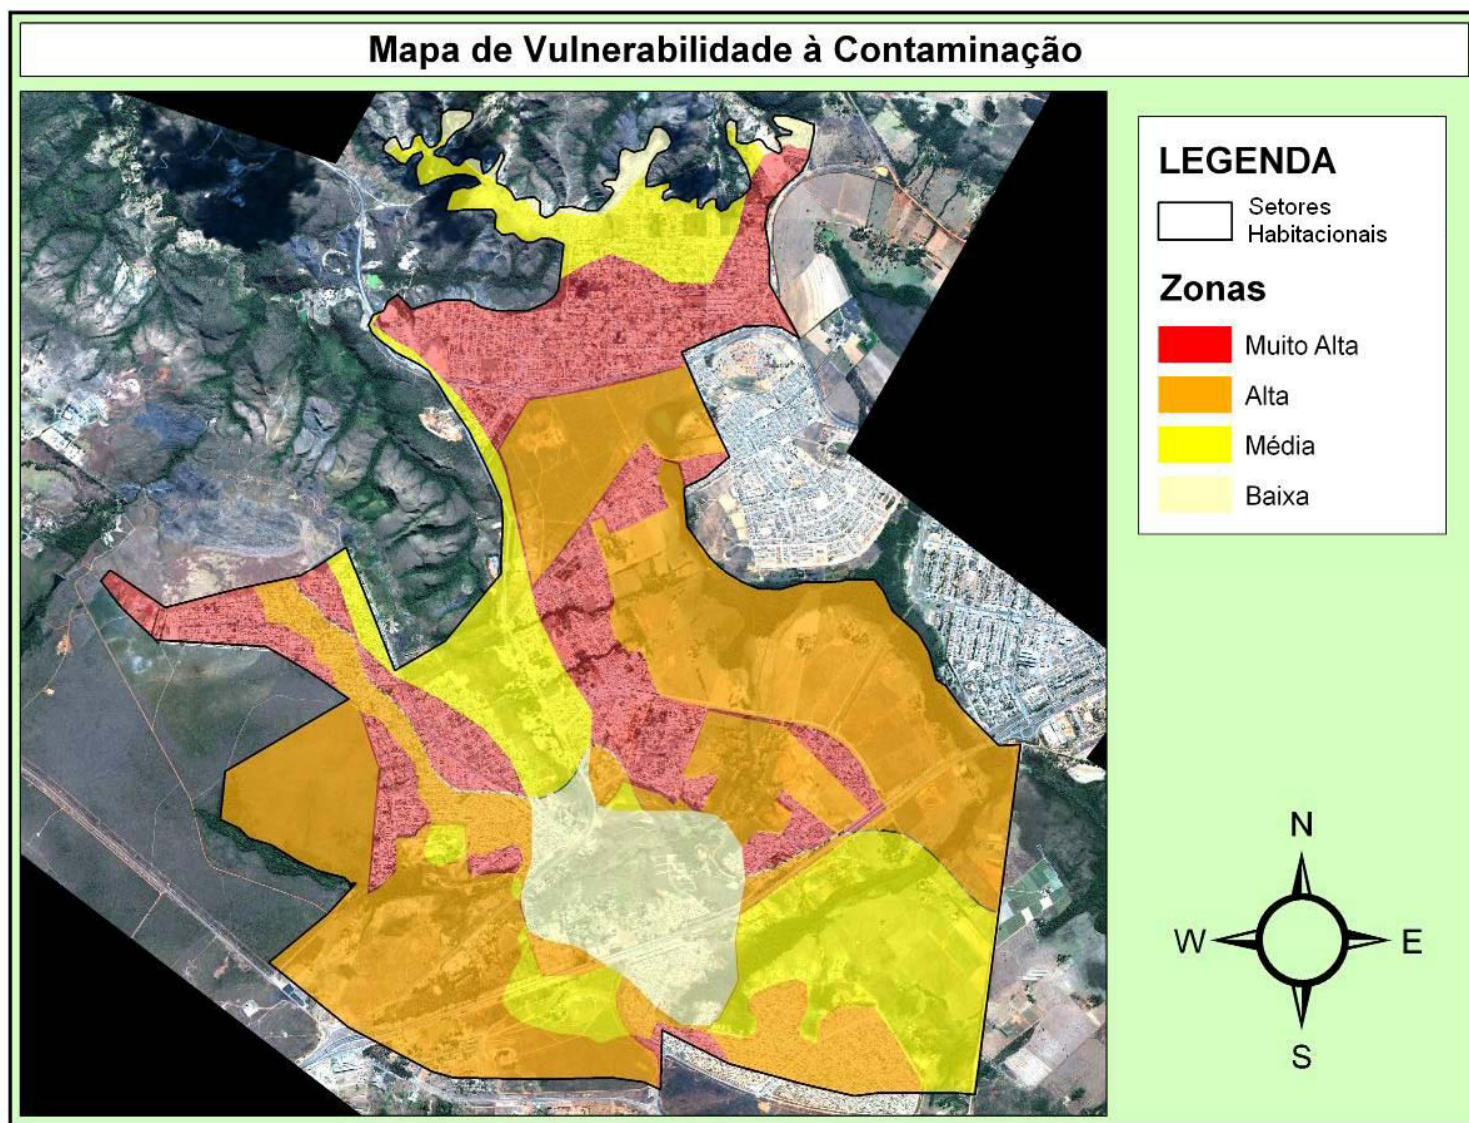 Mapa de Vulnerabilidade à Contaminação
LEGENDA
Setores
Habitacionais
Zonas
Muito Alta
Alta
Média
Baixa
N
W
E
S